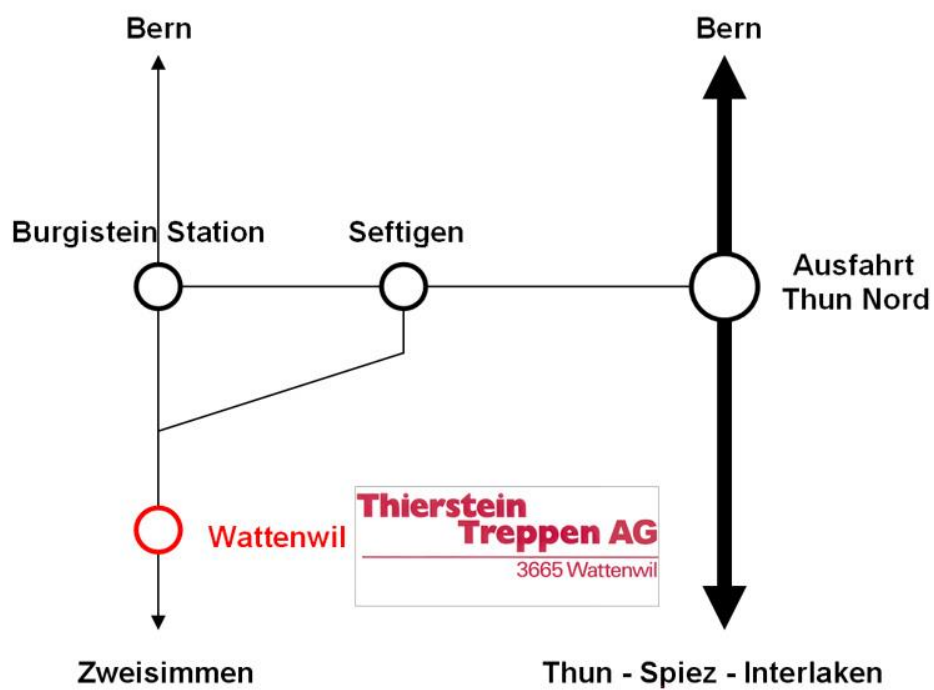 Bern
Bern
Burgistein Station
Seftigen
Ausfahrt
Thun Nord
Wattenwil
Thierstein
Treppen AG
3665 Wattenwil
Zweisimmen
Thun - Spiez - Interlaken